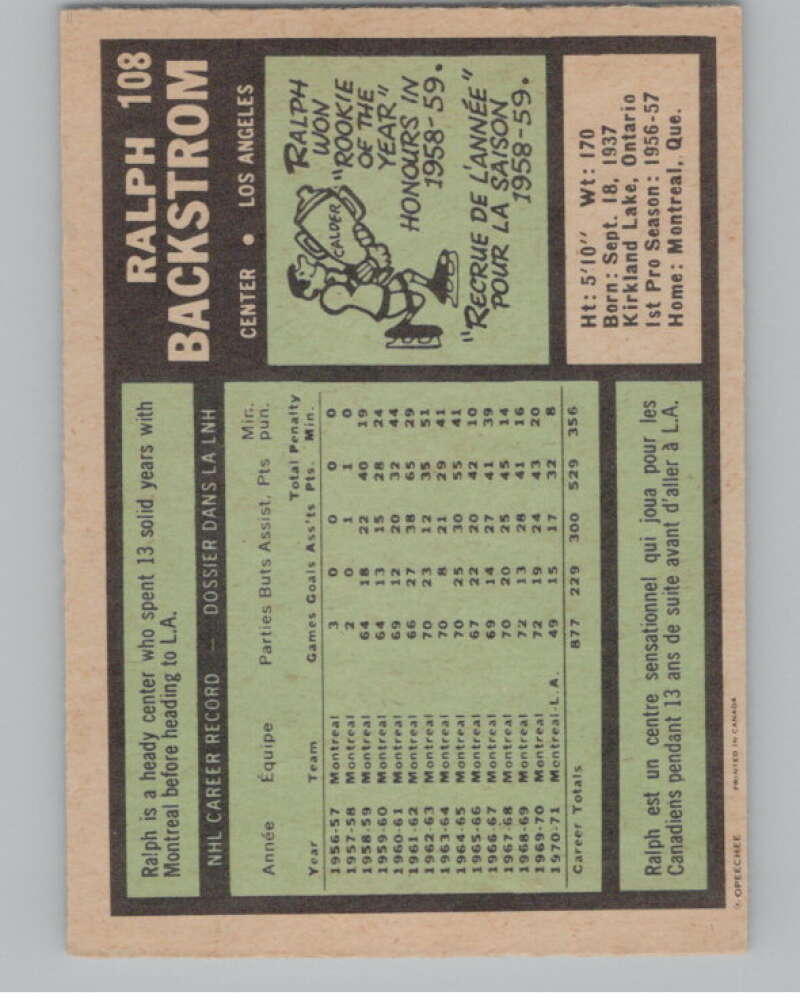 RALPH 108
BACKSTROM
CENTER • LOS ANGELES
RALPH
WON
"ROOKIE
OF THE
YEAR"
HONOURS IN
1958-59.
CALDER
"RECRUE DE L'ANNÉE"
POUR LA SAISON
1958-59.
Ht: 5'10" Wt: 170
Born: Sept. 18, 1937
Kirkland Lake, Ontario
1st Pro Season: 1956-57
Home: Montreal, Que.
Ralph is a heady center who spent 13 solid years with
Montreal before heading to L.A.
NHL CAREER RECORD — DOSSIER DANS LA LNH
Année Équipe Parties Buts Assist. Pts Min. pun.
Year Team Games Goals Ass'ts Total Pts. Penalty Min.
1956-57 Montreal 3 0 0 0 0
1957-58 Montreal 2 0 1 1 0
1958-59 Montreal 64 18 22 40 19
1959-60 Montreal 64 13 15 28 24
1960-61 Montreal 69 12 20 32 44
1961-62 Montreal 66 27 38 65 29
1962-63 Montreal 70 23 12 35 51
1963-64 Montreal 70 8 21 29 41
1964-65 Montreal 70 25 30 55 41
1965-66 Montreal 67 22 20 42 10
1966-67 Montreal 69 14 27 41 39
1967-68 Montreal 70 20 25 45 14
1968-69 Montreal 72 13 28 41 16
1969-70 Montreal 72 19 24 43 20
1970-71 Montreal-L.A. 49 15 17 32 8
Career Totals 877 229 300 529 356
Ralph est un centre sensationnel qui joua pour les
Canadiens pendant 13 ans de suite avant d'aller à L.A.
O-PEE-CHEE PRINTED IN CANADA